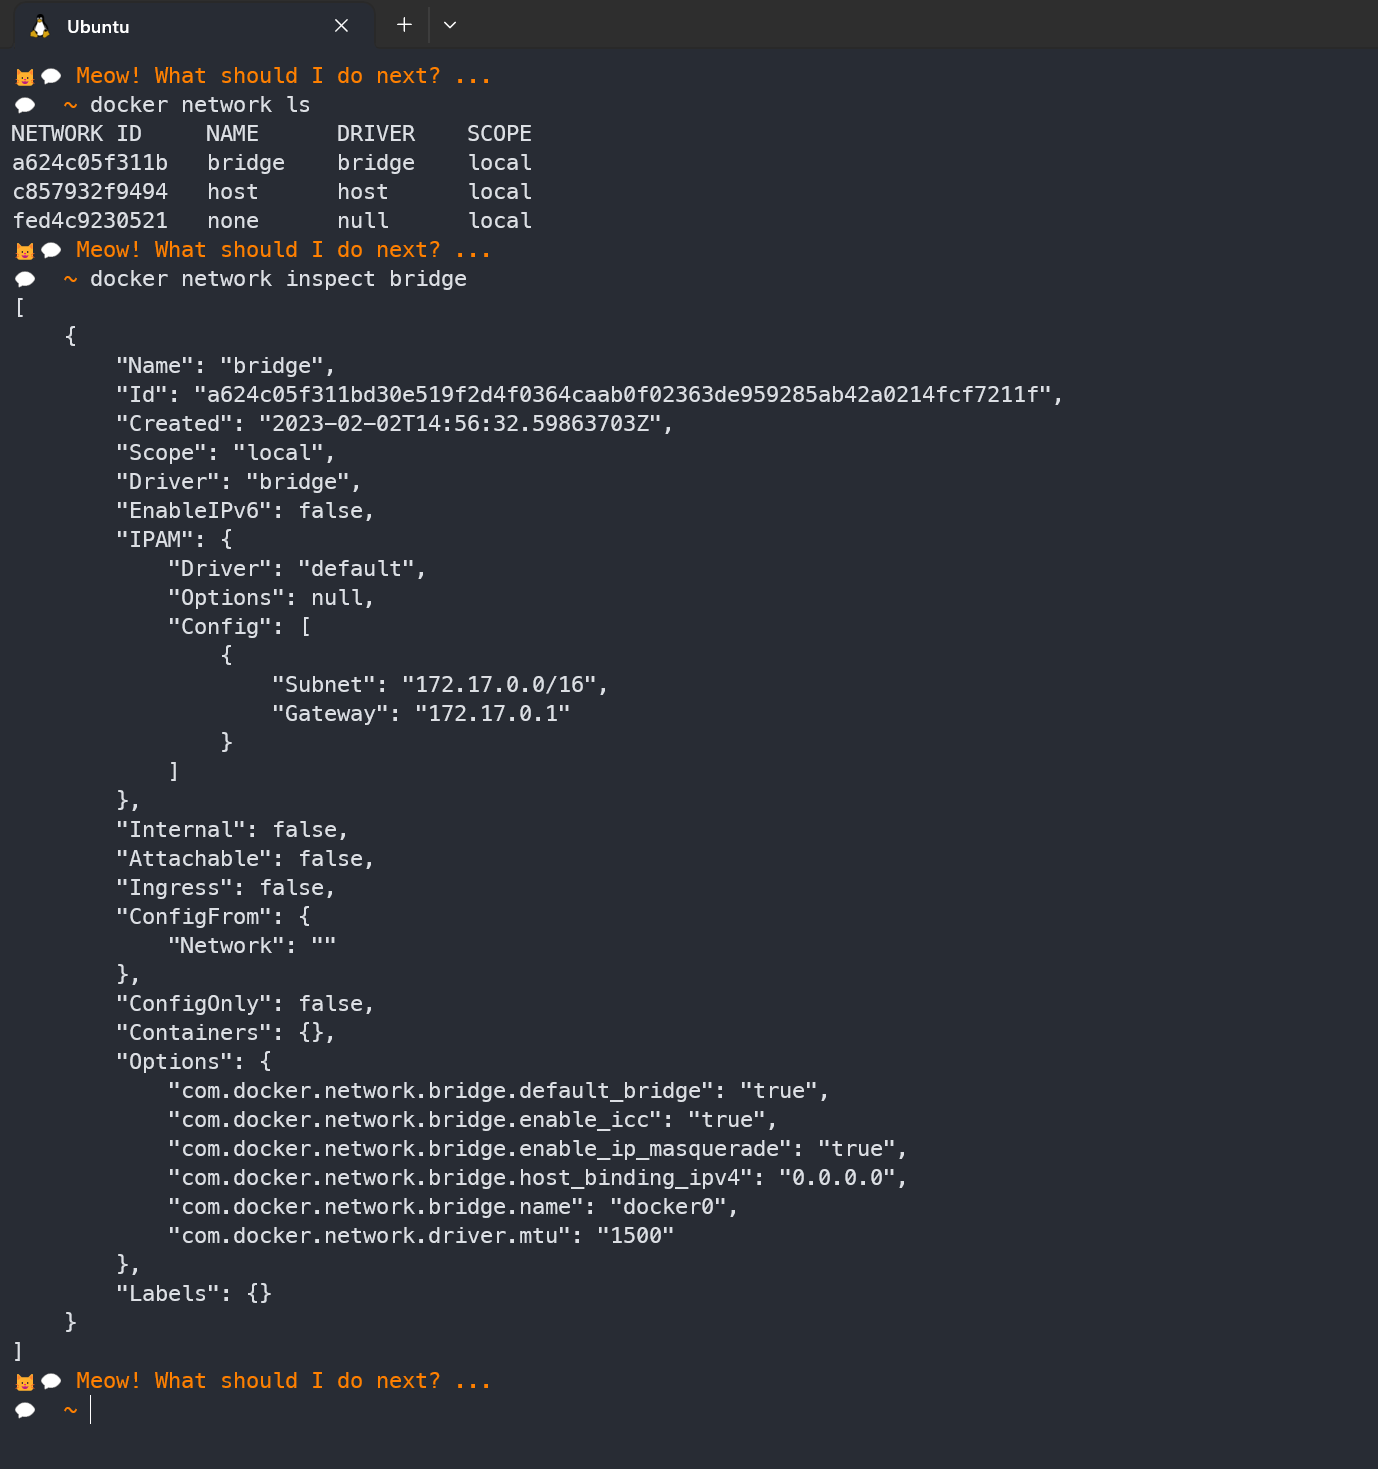 Ubuntu
Meow! What should I do next? ...
~ docker network ls
NETWORK ID     NAME      DRIVER    SCOPE
a624c05f311b   bridge    bridge    local
c857932f9494   host      host      local
fed4c9230521   none      null      local
Meow! What should I do next? ...
~ docker network inspect bridge
[
    {
        "Name": "bridge",
        "Id": "a624c05f311bd30e519f2d4f0364caab0f02363de959285ab42a0214fcf7211f",
        "Created": "2023-02-02T14:56:32.59863703Z",
        "Scope": "local",
        "Driver": "bridge",
        "EnableIPv6": false,
        "IPAM": {
            "Driver": "default",
            "Options": null,
            "Config": [
                {
                    "Subnet": "172.17.0.0/16",
                    "Gateway": "172.17.0.1"
                }
            ]
        },
        "Internal": false,
        "Attachable": false,
        "Ingress": false,
        "ConfigFrom": {
            "Network": ""
        },
        "ConfigOnly": false,
        "Containers": {},
        "Options": {
            "com.docker.network.bridge.default_bridge": "true",
            "com.docker.network.bridge.enable_icc": "true",
            "com.docker.network.bridge.enable_ip_masquerade": "true",
            "com.docker.network.bridge.host_binding_ipv4": "0.0.0.0",
            "com.docker.network.bridge.name": "docker0",
            "com.docker.network.driver.mtu": "1500"
        },
        "Labels": {}
    }
]
Meow! What should I do next? ...
~